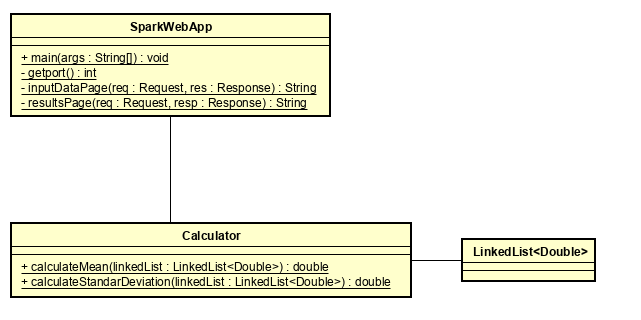 SparkWebApp
+ main(args : String[]) : void
- getport() : int
- inputDataPage(req : Request, res : Response) : String
- resultsPage(req : Request, resp : Response) : String
Calculator
+ calculateMean(linkedList : LinkedList<Double>) : double
+ calculateStandarDeviation(linkedList : LinkedList<Double>) : double
LinkedList<Double>